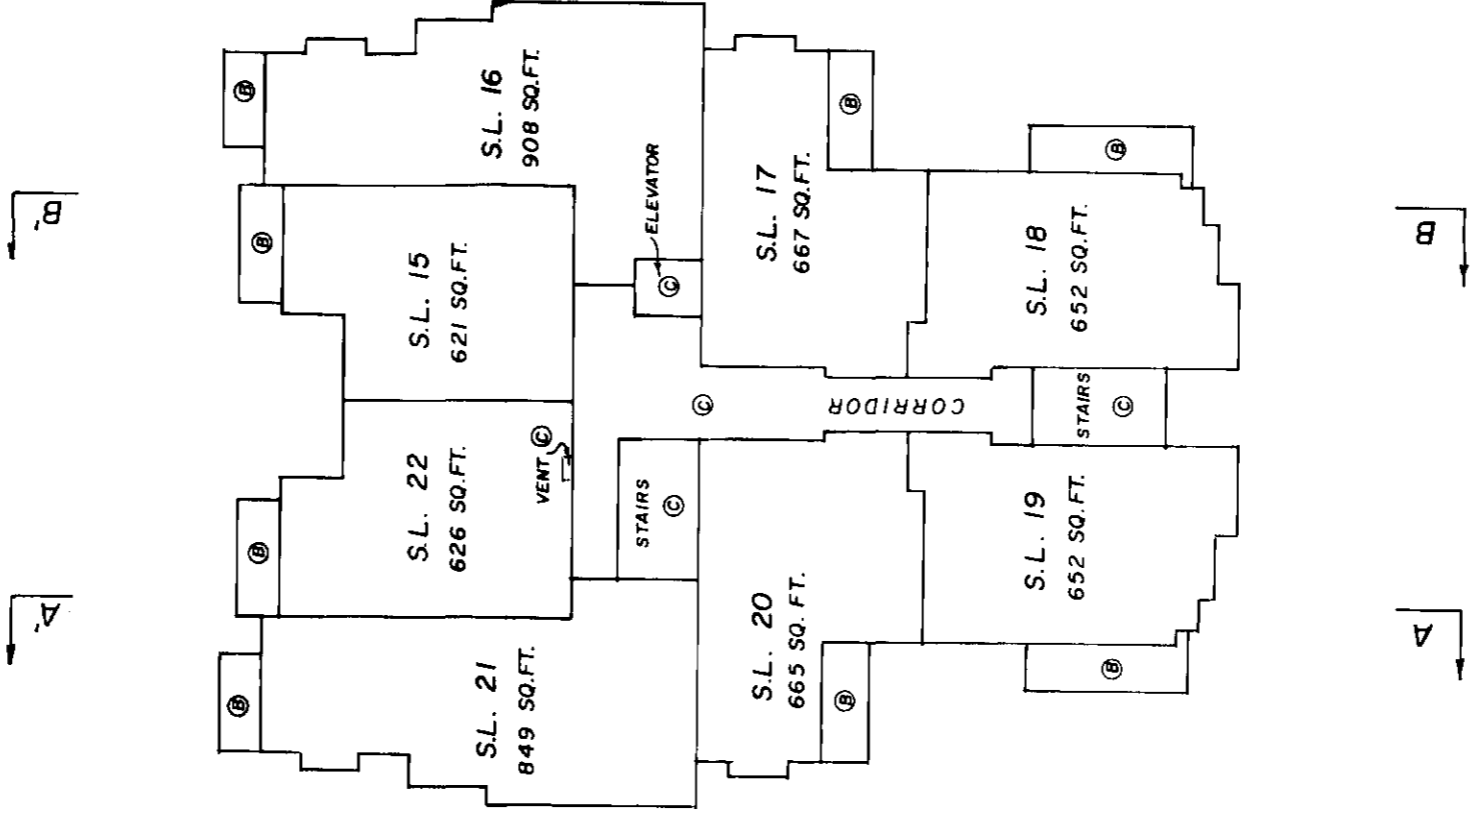 S.L. 16
908 SQ.FT.
B
S.L. 15
621 SQ.FT.
B
ELEVATOR
C
S.L. 17
667 SQ.FT.
B
S.L. 18
652 SQ.FT.
B
B'
B
S.L. 22
626 SQ.FT.
B
VENT
C
C
CORRIDOR
STAIRS
C
STAIRS
C
S.L. 21
849 SQ.FT.
B
S.L. 20
665 SQ.FT.
B
S.L. 19
652 SQ.FT.
B
A'
A